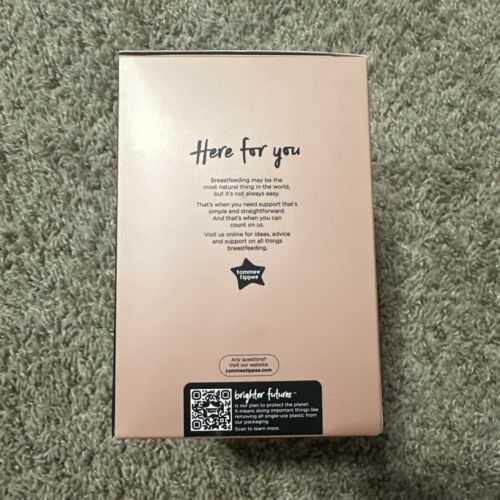 Here for you
Breastfeeding may be the
most natural thing in the world,
but it's not always easy.
That's when you need support that's
simple and straightforward.
And that's when you can
count on us.
Visit us online for ideas, advice
and support on all things
breastfeeding.
tommee
tippee
Any questions?
Visit our website:
tommeetippee.com
brighter futures™
Is our plan to protect the planet.
It means doing important things like
removing all single-use plastic from
our packaging.
Scan to learn more.